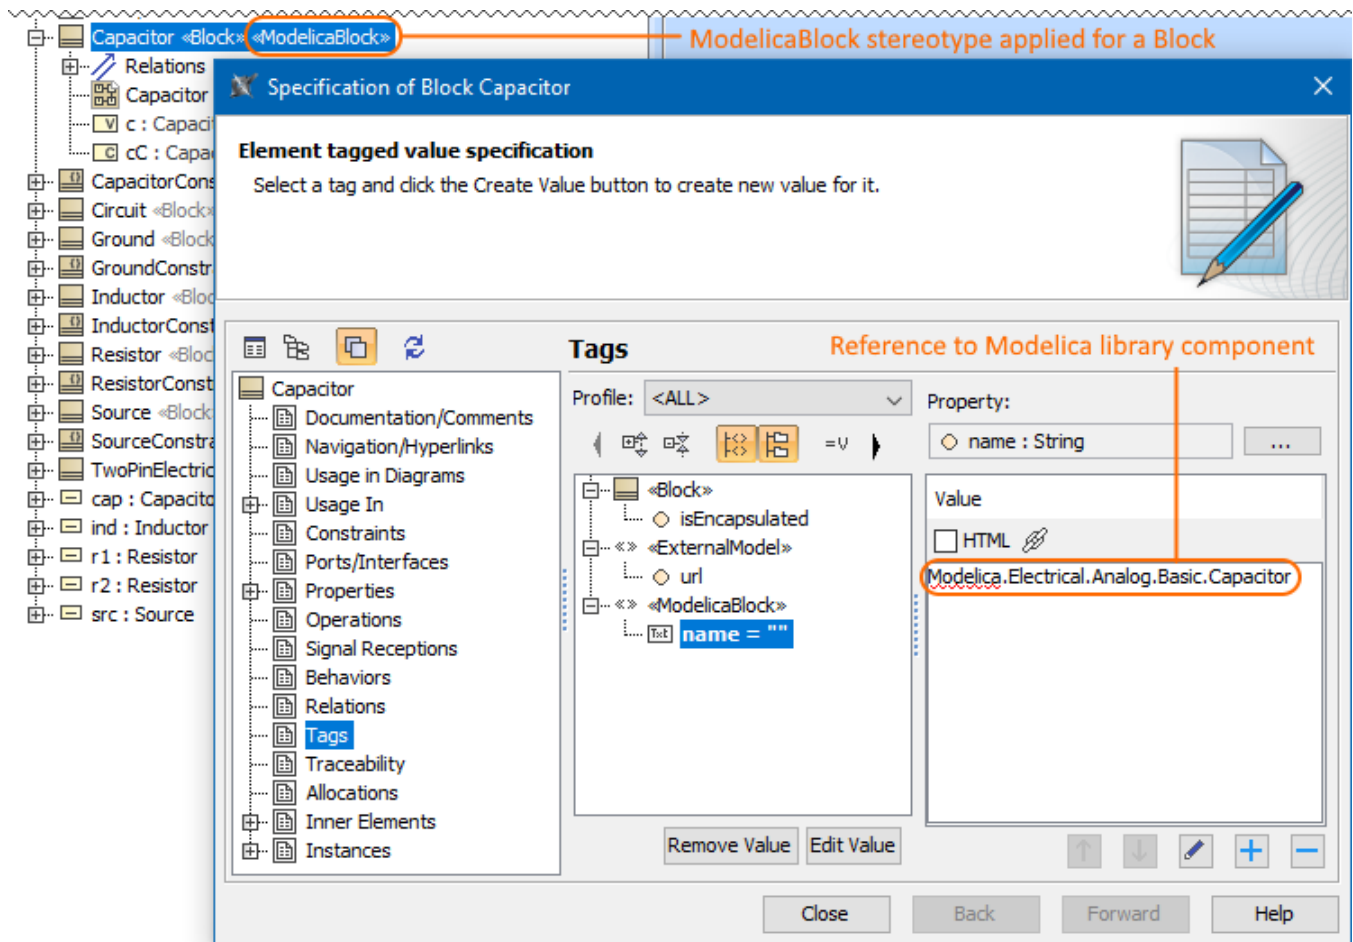 Capacitor «Block» «ModelicaBlock»
ModelicaBlock stereotype applied for a Block
Relations
Capacitor
V c : Capaci
C cC : Capa
CapacitorCons
Circuit «Block»
Ground «Block
GroundConstr
Inductor «Bloc
InductorConst
Resistor «Bloc
ResistorConst
Source «Block
SourceConstra
TwoPinElectric
cap : Capacito
ind : Inductor
r1 : Resistor
r2 : Resistor
src : Source
Specification of Block Capacitor
Element tagged value specification
Select a tag and click the Create Value button to create new value for it.
Capacitor
Documentation/Comments
Navigation/Hyperlinks
Usage in Diagrams
Usage In
Constraints
Ports/Interfaces
Properties
Operations
Signal Receptions
Behaviors
Relations
Tags
Traceability
Allocations
Inner Elements
Instances
Tags
Reference to Modelica library component
Profile: <ALL>
=V
«Block»
isEncapsulated
<> «ExternalModel»
url
<> «ModelicaBlock»
Txt name = ""
Remove Value Edit Value
Property:
name : String ...
Value
HTML
Modelica.Electrical.Analog.Basic.Capacitor
Close Back Forward Help